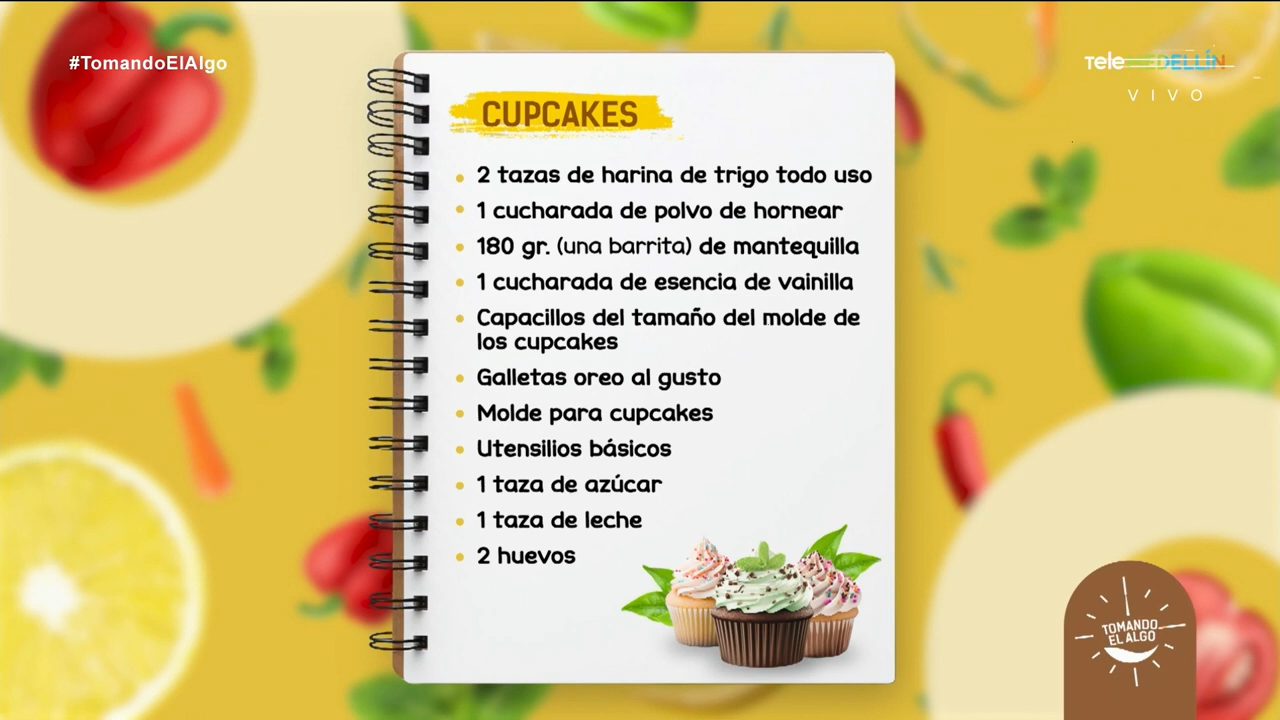 #TomandoElAlgo
Tele
VIVO
CUPCAKES
2 tazas de harina de trigo todo uso
1 cucharada de polvo de hornear
180 gr. (una barrita) de mantequilla
1 cucharada de esencia de vainilla
Capacillos del tamaño del molde de
los cupcakes
Galletas oreo al gusto
Molde para cupcakes
Utensilios básicos
1 taza de azúcar
1 taza de leche
2 huevos
TOMANDO
EL ALGO